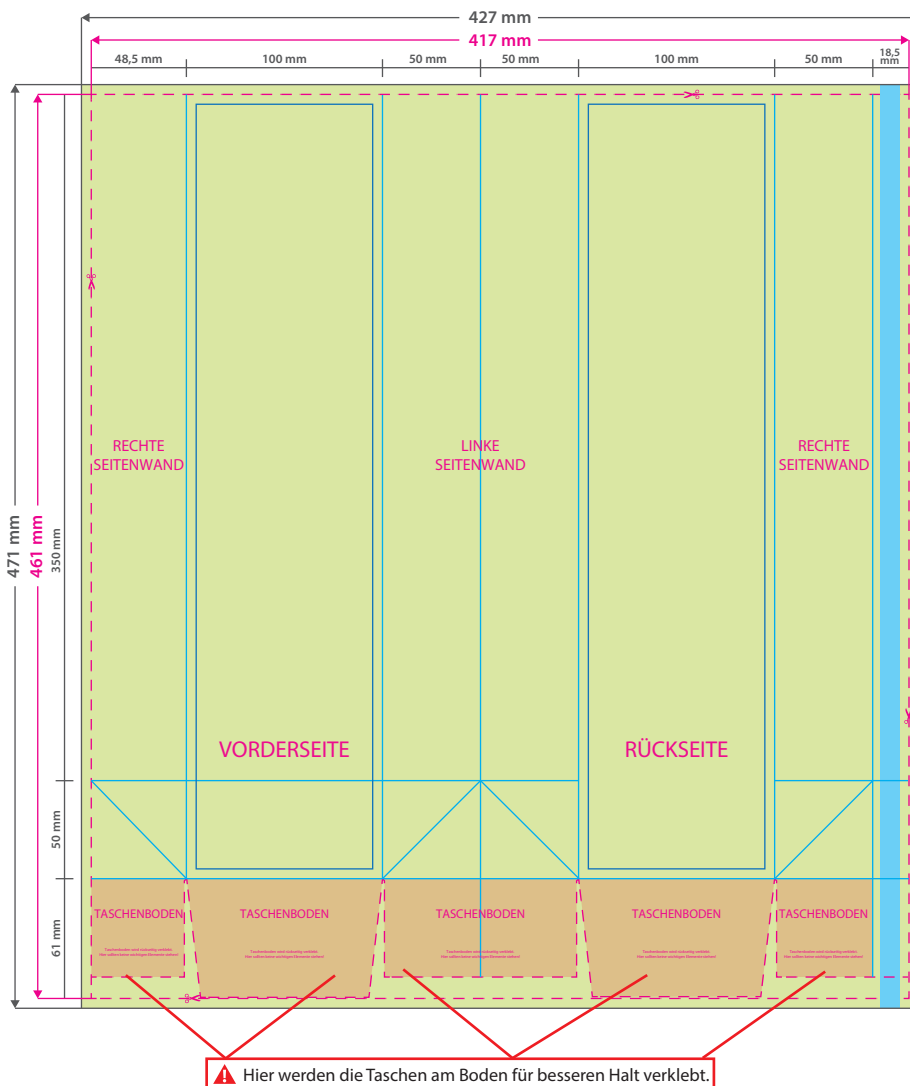 427 mm
417 mm
48,5 mm
100 mm
50 mm
50 mm
100 mm
50 mm
18,5
mm
471 mm
461 mm
350 mm
50 mm
61 mm
RECHTE
SEITENWAND
LINKE
SEITENWAND
RECHTE
SEITENWAND
VORDERSEITE
RÜCKSEITE
TASCHENBODEN
TASCHENBODEN
TASCHENBODEN
TASCHENBODEN
TASCHENBODEN
Hier werden die Taschen am Boden für besseren Halt verklebt.